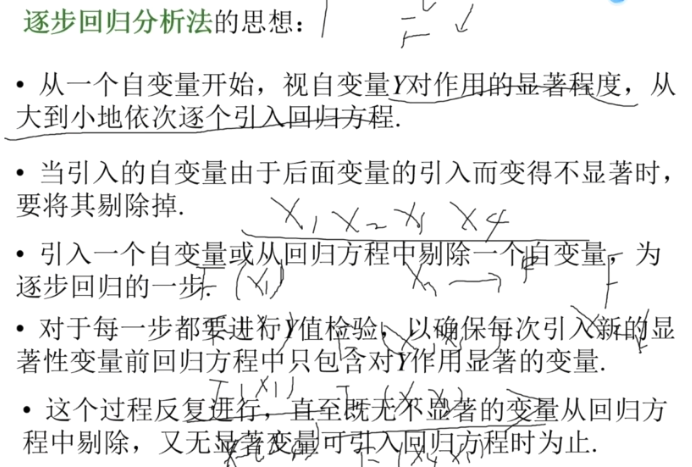 逐步回归分析法的思想：
• 从一个自变量开始，视自变量Y对作用的显著程度，从
大到小地依次逐个引入回归方程.
• 当引入的自变量由于后面变量的引入而变得不显著时，
要将其剔除掉.
X₁ X₂ X₃ X₄
• 引入一个自变量或从回归方程中剔除一个自变量，为
逐步回归的一步.
• 对于每一步都要进行Y值检验，以确保每次引入新的显
著性变量前回归方程中只包含对Y作用显著的变量.
• 这个过程反复进行，直至既无不显著的变量从回归方
程中剔除，又无显著变量可引入回归方程时为止.